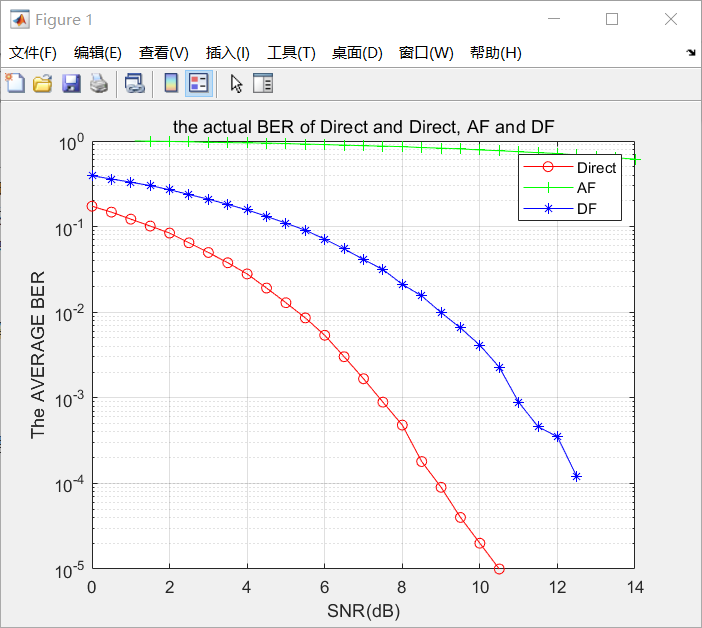 Figure 1
文件(F) 编辑(E) 查看(V) 插入(I) 工具(T) 桌面(D) 窗口(W) 帮助(H)
the actual BER of Direct and Direct, AF and DF
10^0
10^-1
10^-2
10^-3
10^-4
10^-5
The AVERAGE BER
Direct
AF
DF
0 2 4 6 8 10 12 14
SNR(dB)